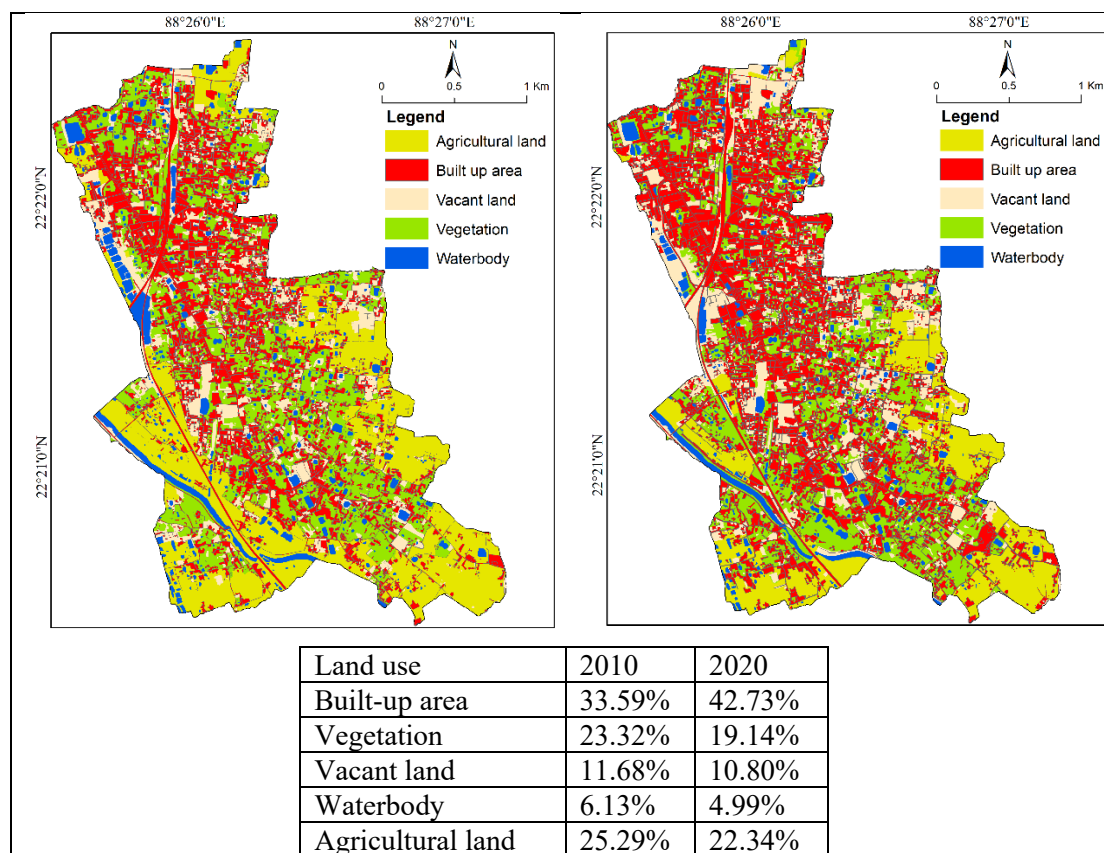 88°26'0"E 88°27'0"E 88°26'0"E 88°27'0"E
N
0 0.5 1 Km
Legend
Agricultural land
Built up area
Vacant land
Vegetation
Waterbody
22°22'0"N
22°21'0"N
N
0 0.5 1 Km
Legend
Agricultural land
Built up area
Vacant land
Vegetation
Waterbody
22°22'0"N
22°21'0"N
Land use 2010 2020
Built-up area 33.59% 42.73%
Vegetation 23.32% 19.14%
Vacant land 11.68% 10.80%
Waterbody 6.13% 4.99%
Agricultural land 25.29% 22.34%